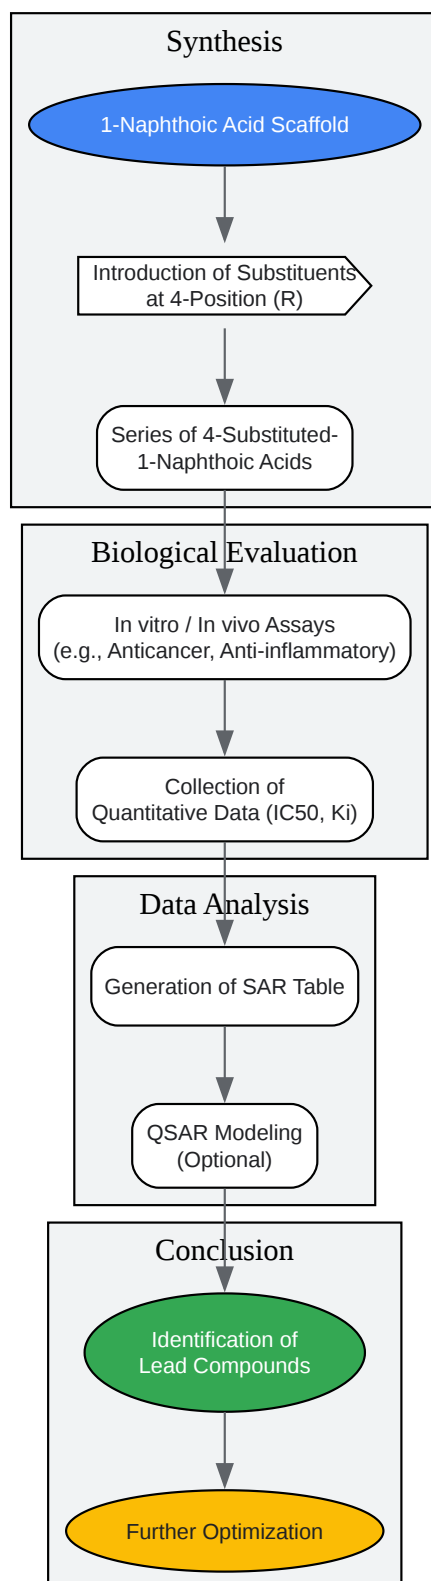 Synthesis
1-Naphthoic Acid Scaffold
Introduction of Substituents
at 4-Position (R)
Series of 4-Substituted-
1-Naphthoic Acids
Biological Evaluation
In vitro / In vivo Assays
(e.g., Anticancer, Anti-inflammatory)
Collection of
Quantitative Data (IC50, Ki)
Data Analysis
Generation of SAR Table
QSAR Modeling
(Optional)
Conclusion
Identification of
Lead Compounds
Further Optimization